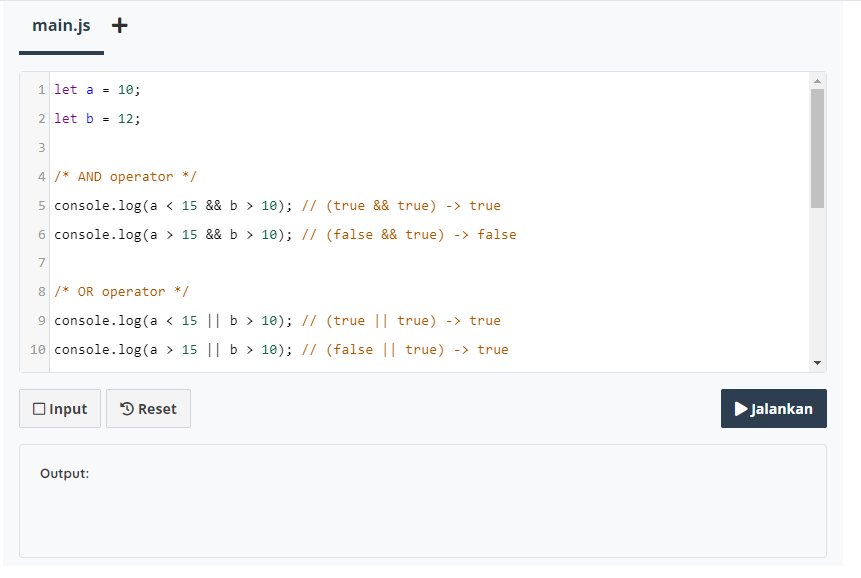 main.js +
1 let a = 10;
2 let b = 12;
3
4 /* AND operator */
5 console.log(a < 15 && b > 10); // (true && true) -> true
6 console.log(a > 15 && b > 10); // (false && true) -> false
7
8 /* OR operator */
9 console.log(a < 15 || b > 10); // (true || true) -> true
10 console.log(a > 15 || b > 10); // (false || true) -> true
Input Reset Jalankan
Output: